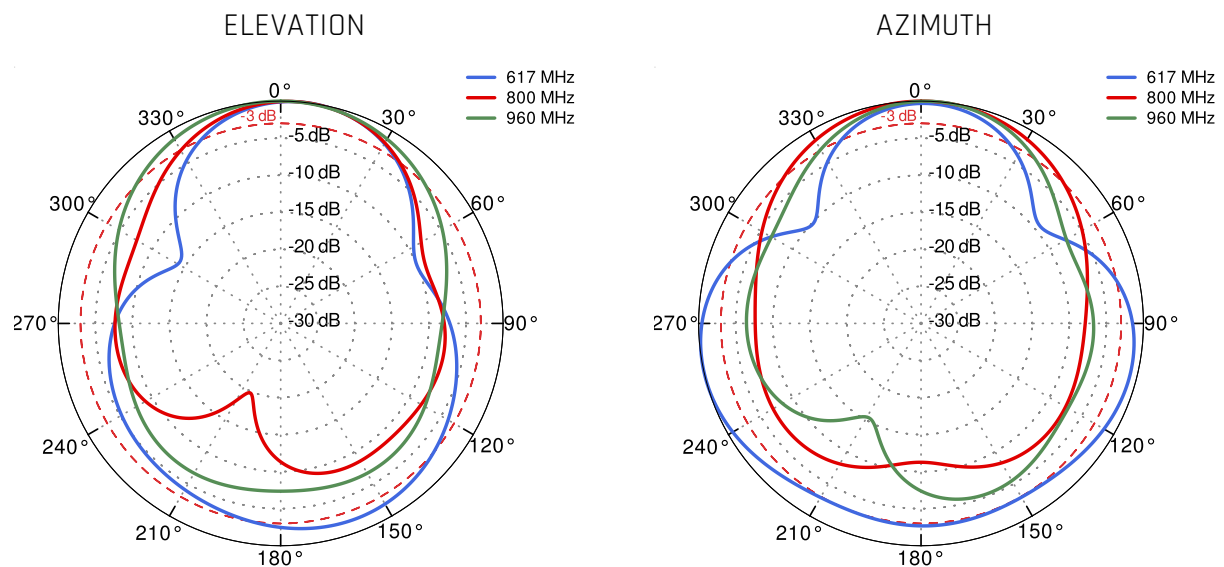 ELEVATION
617 MHz
800 MHz
960 MHz
0°
330°
-3 dB
30°
-5 dB
-10 dB
300°
60°
-15 dB
-20 dB
-25 dB
270°
-30 dB
90°
240°
120°
210°
150°
180°
AZIMUTH
617 MHz
800 MHz
960 MHz
0°
330°
-3 dB
30°
-5 dB
-10 dB
300°
60°
-15 dB
-20 dB
-25 dB
270°
-30 dB
90°
240°
120°
210°
150°
180°